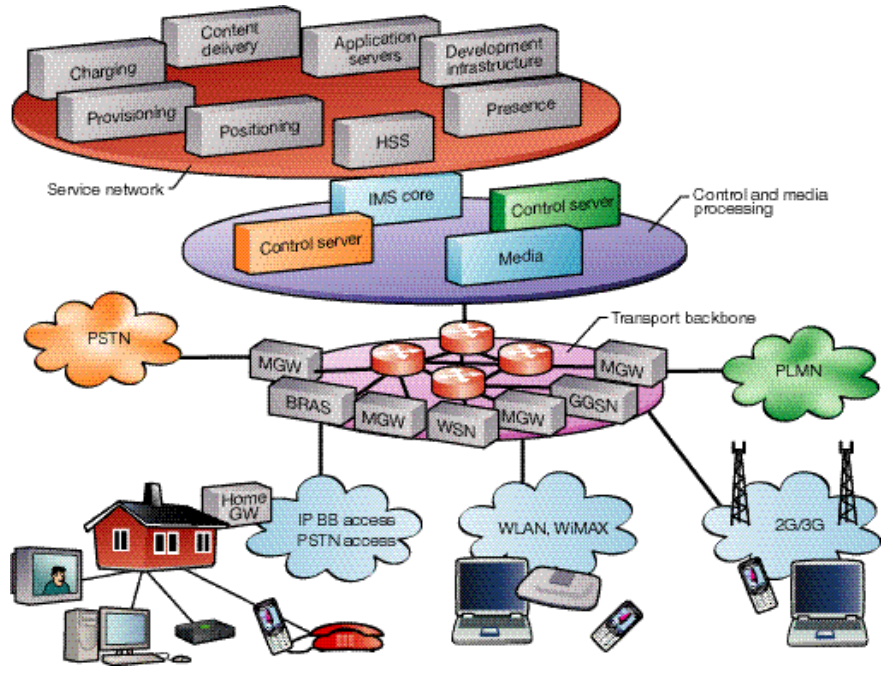 Content
delivery
Application
servers
Development
infrastructure
Charging
Provisioning
Positioning
HSS
Presence
Service network
IMS core
Control server
Control server
Media
Control and media
processing
PSTN
Transport backbone
MGW
MGW
BRAS
MGW
WSN
MGW
GGSN
PLMN
Home
GW
IP BB access
PSTN access
WLAN, WiMAX
2G/3G